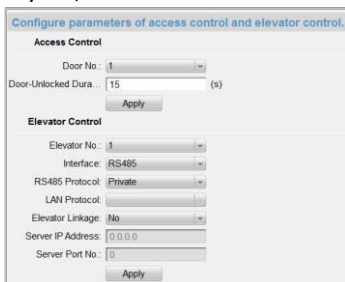 Configure parameters of access control and elevator control.
Access Control
Door No.: 1
Door-Unlocked Dura... 15 (s)
Apply
Elevator Control
Elevator No.: 1
Interface: RS485
RS485 Protocol: Private
LAN Protocol:
Elevator Linkage: No
Server IP Address: 0.0.0.0
Server Port No.: 0
Apply